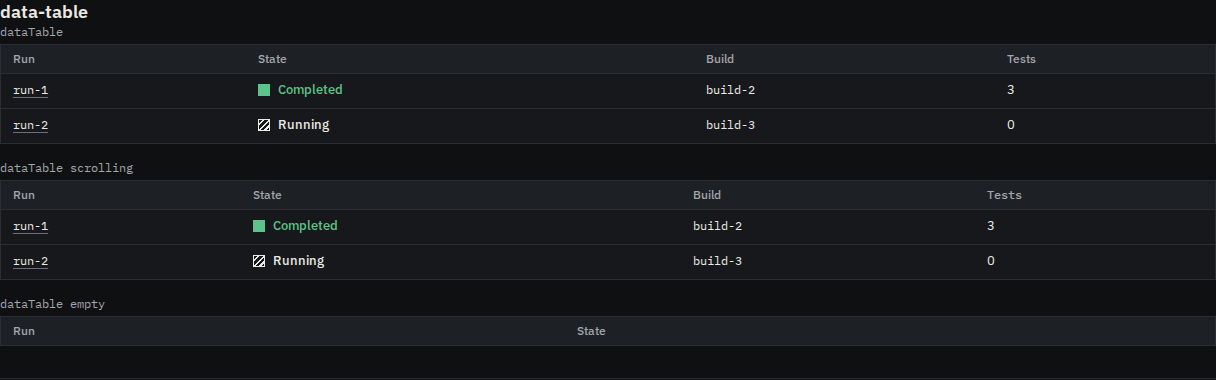 data-table
dataTable
Run State Build Tests
run-1 Completed build-2 3
run-2 Running build-3 0
dataTable scrolling
Run State Build Tests
run-1 Completed build-2 3
run-2 Running build-3 0
dataTable empty
Run State